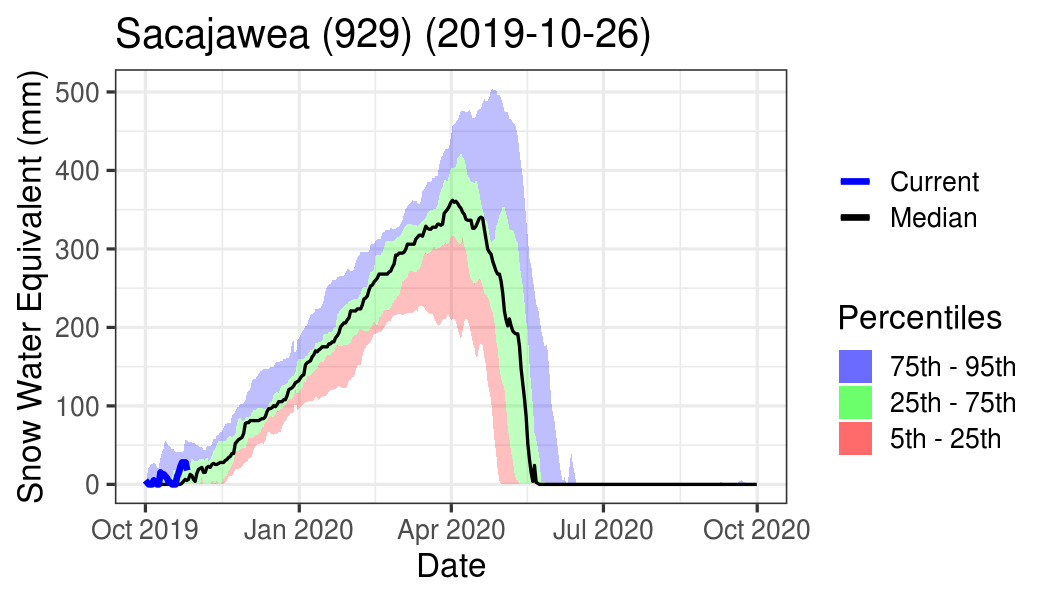 Sacajawea (929) (2019-10-26)
Snow Water Equivalent (mm)
500
400
300
200
100
0
Oct 2019
Jan 2020
Apr 2020
Jul 2020
Oct 2020
Date
Current
Median
Percentiles
75th - 95th
25th - 75th
5th - 25th